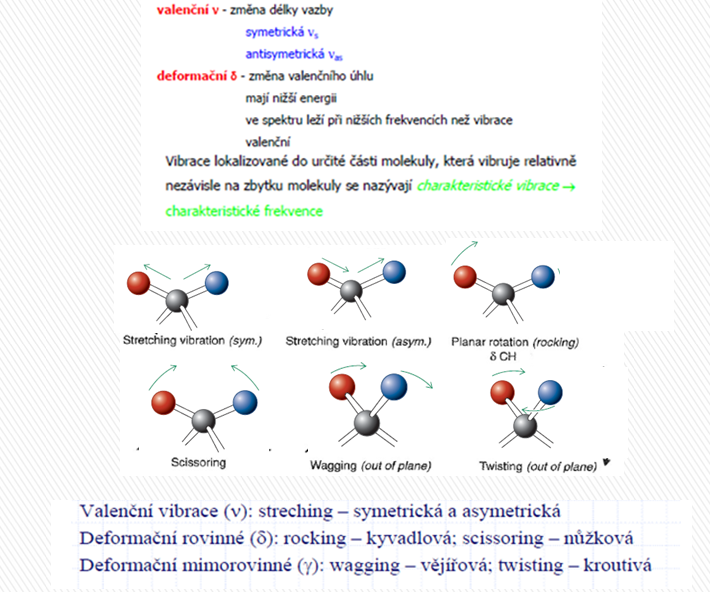 valenční ν - změna délky vazby
symetrická νs
antisymetrická νas
deformační δ - změna valenčního úhlu
mají nižší energii
ve spektru leží při nižších frekvencích než vibrace
valenční
Vibrace lokalizované do určité části molekuly, která vibruje relativně
nezávisle na zbytku molekuly se nazývají charakteristické vibrace →
charakteristické frekvence
Stretching vibration (sym.)
Stretching vibration (asym.)
Planar rotation (rocking)
δ CH
Scissoring
Wagging (out of plane)
Twisting (out of plane)
Valenční vibrace (ν): streching – symetrická a asymetrická
Deformační rovinné (δ): rocking – kyvadlová; scissoring – nůžková
Deformační mimorovinné (γ): wagging – vějířová; twisting – kroutivá